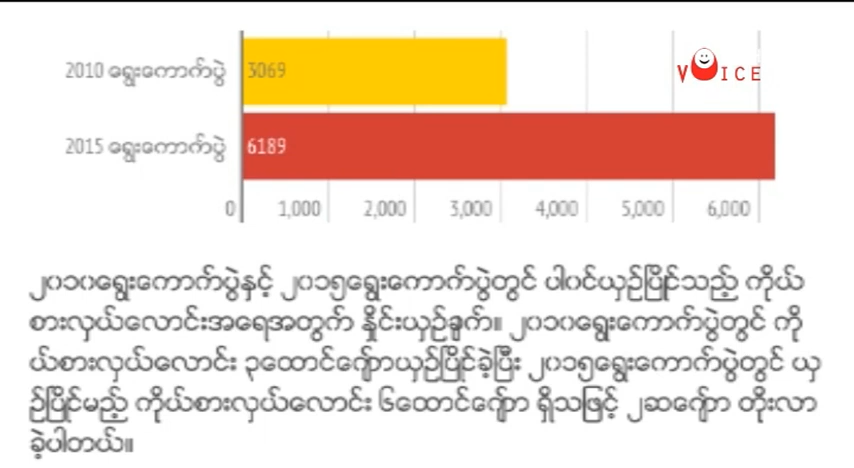 2010 ရွေးကောက်ပွဲ
3069
VOICE
2015 ရွေးကောက်ပွဲ
6189
0 1,000 2,000 3,000 4,000 5,000 6,000
၂၀၁၀ရွေးကောက်ပွဲနှင့် ၂၀၁၅ရွေးကောက်ပွဲတွင် ပါဝင်ယှဉ်ပြိုင်သည့် ကိုယ်
စားလှယ်လောင်းအရေအတွက် နှိုင်းယှဉ်ချက်။ ၂၀၁၀ရွေးကောက်ပွဲတွင် ကို
ယ်စားလှယ်လောင်း ၃ထောင်ကျော်ယှဉ်ပြိုင်ခဲ့ပြီး ၂၀၁၅ရွေးကောက်ပွဲတွင် ယှ
ဉ်ပြိုင်မည့် ကိုယ်စားလှယ်လောင်း ၆ထောင်ကျော် ရှိသဖြင့် ၂ဆကျော် တိုးလာ
ခဲ့ပါတယ်။